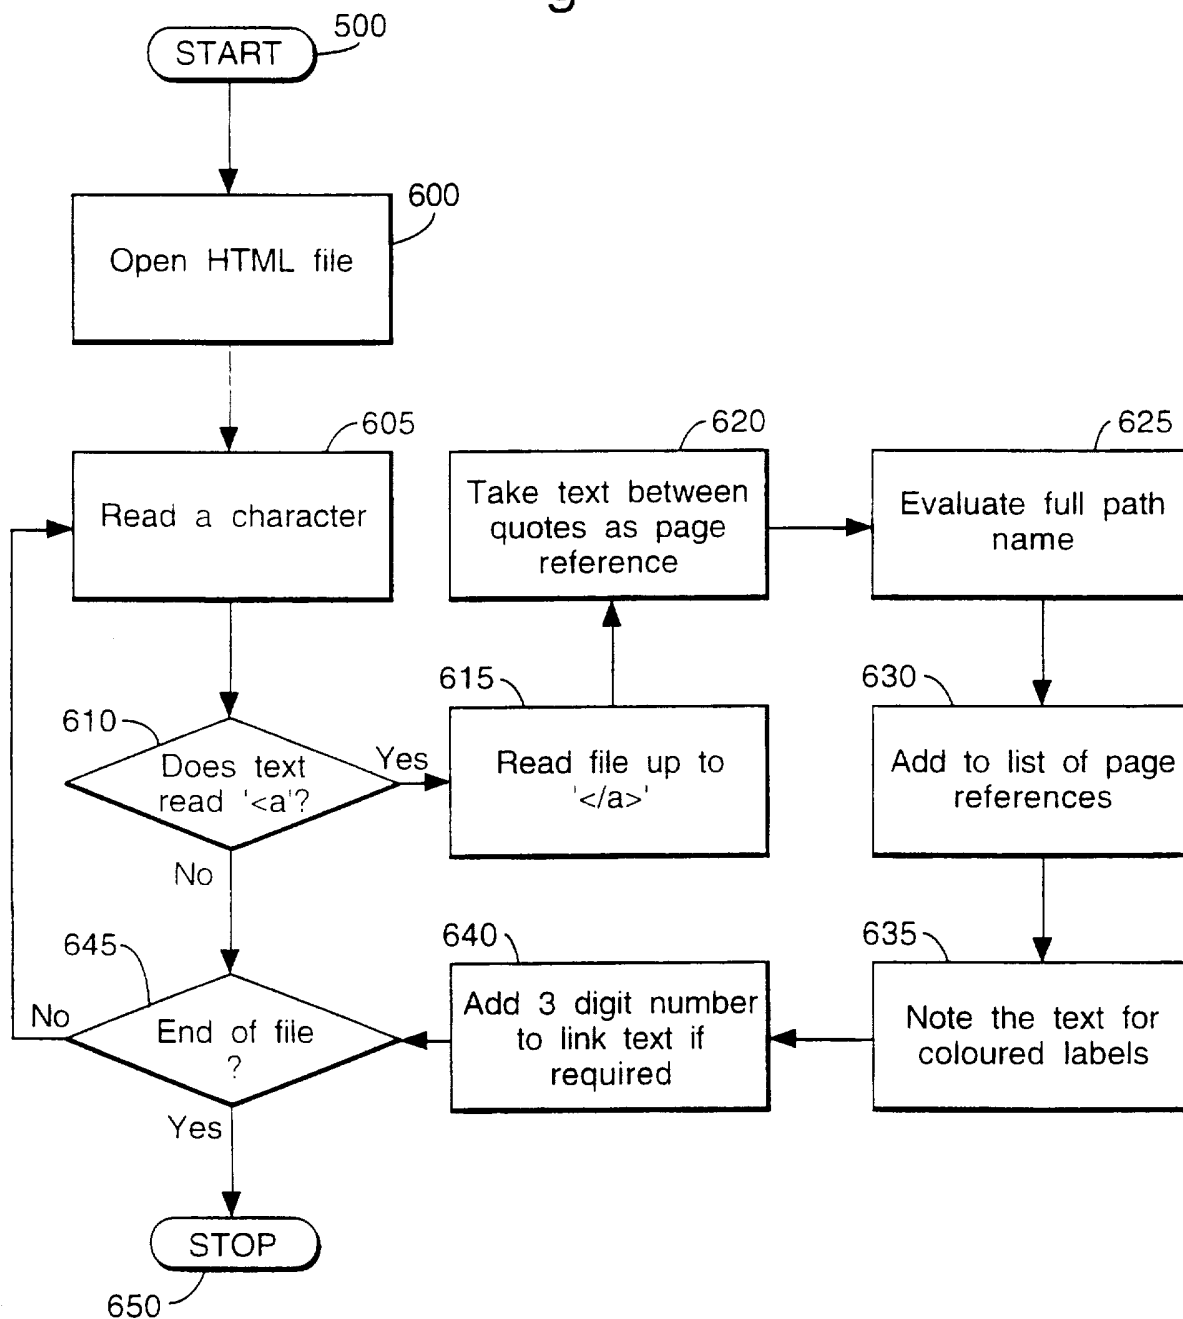 g
START
500
600
Open HTML file
605
Read a character
620
Take text between
quotes as page
reference
625
Evaluate full path
name
610
Does text
read '<a'?
Yes
No
615
Read file up to
'</a>'
630
Add to list of page
references
645
End of file
?
No
Yes
640
Add 3 digit number
to link text if
required
635
Note the text for
coloured labels
STOP
650